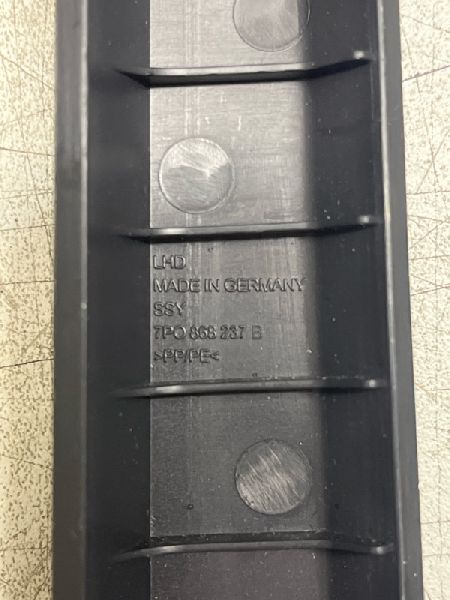 LHD
MADE IN GERMANY
SSY
7P0 868 237 B
>PP/PE<